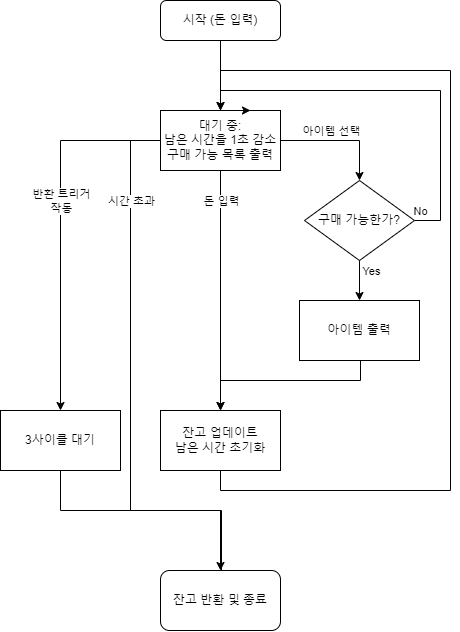 시작 (돈 입력)
대기 중:
남은 시간을 1초 감소
구매 가능 목록 출력
아이템 선택
반환 트리거
작동
시간 초과
돈 입력
구매 가능한가?
No
Yes
아이템 출력
3사이클 대기
잔고 업데이트
남은 시간 초기화
잔고 반환 및 종료